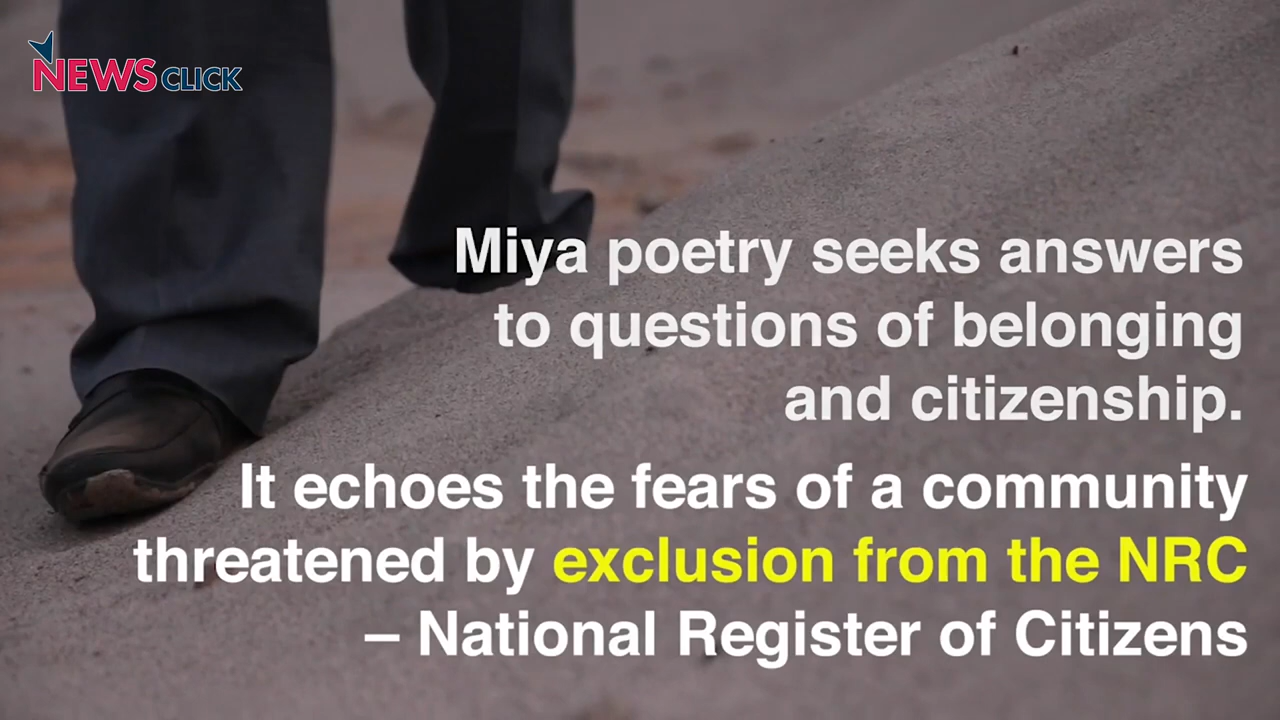 NEWSCLICK
Miya poetry seeks answers
to questions of belonging
and citizenship.
It echoes the fears of a community
threatened by exclusion from the NRC
– National Register of Citizens